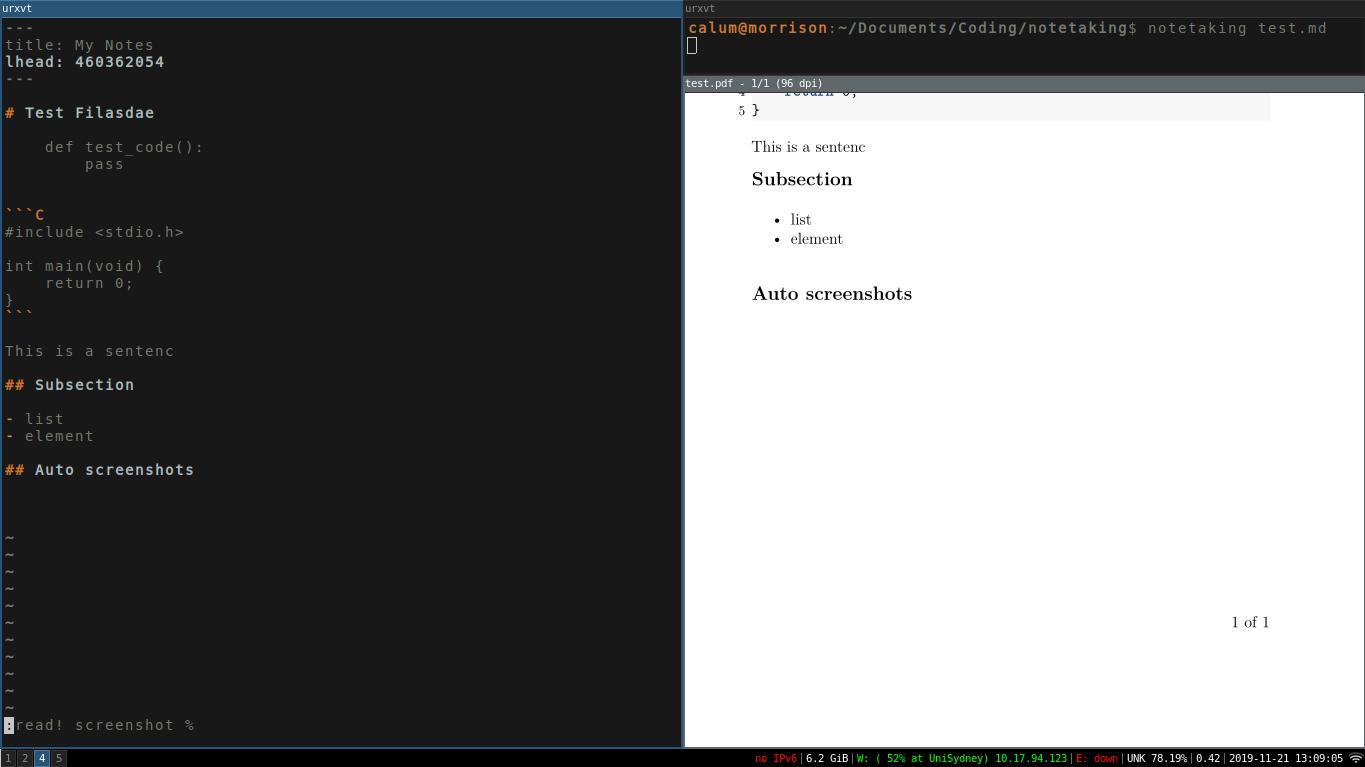 urxvt
---
title: My Notes
lhead: 460362054
---
# Test Filasdae
def test_code():
pass
```C
#include <stdio.h>
int main(void) {
return 0;
}
```
This is a sentenc
## Subsection
- list
- element
## Auto screenshots
~
~
~
~
~
~
~
~
~
~
~
:read! screenshot %
urxvt
calum@morrison:~/Documents/Coding/notetaking$ notetaking test.md
test.pdf - 1/1 (96 dpi)
4 return 0;
5 }
This is a sentenc
Subsection
• list
• element
Auto screenshots
1 of 1
1 2 4 5
no IPv6|6.2 GiB|W: ( 52% at UniSydney) 10.17.94.123|E: down|UNK 78.19%|0.42|2019-11-21 13:09:05